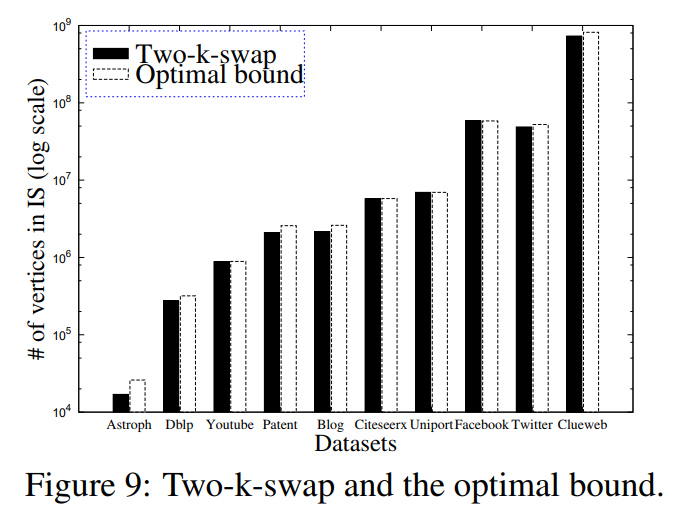 10^9
Two-k-swap
Optimal bound
10^8
10^7
10^6
10^5
10^4
# of vertices in IS (log scale)
Astroph Dblp Youtube Patent Blog Citeseerx Uniport Facebook Twitter Clueweb
Datasets
Figure 9: Two-k-swap and the optimal bound.